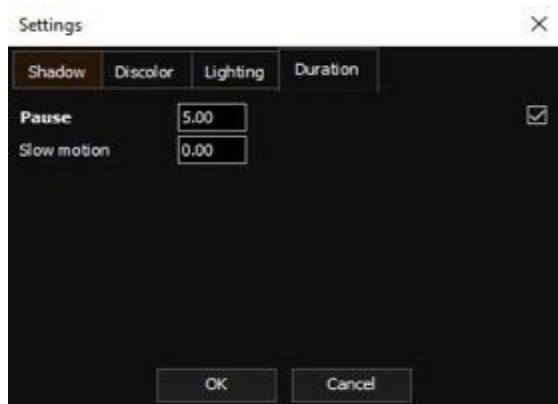 Settings
Shadow Discolor Lighting Duration
Pause 5.00
Slow motion 0.00
OK Cancel